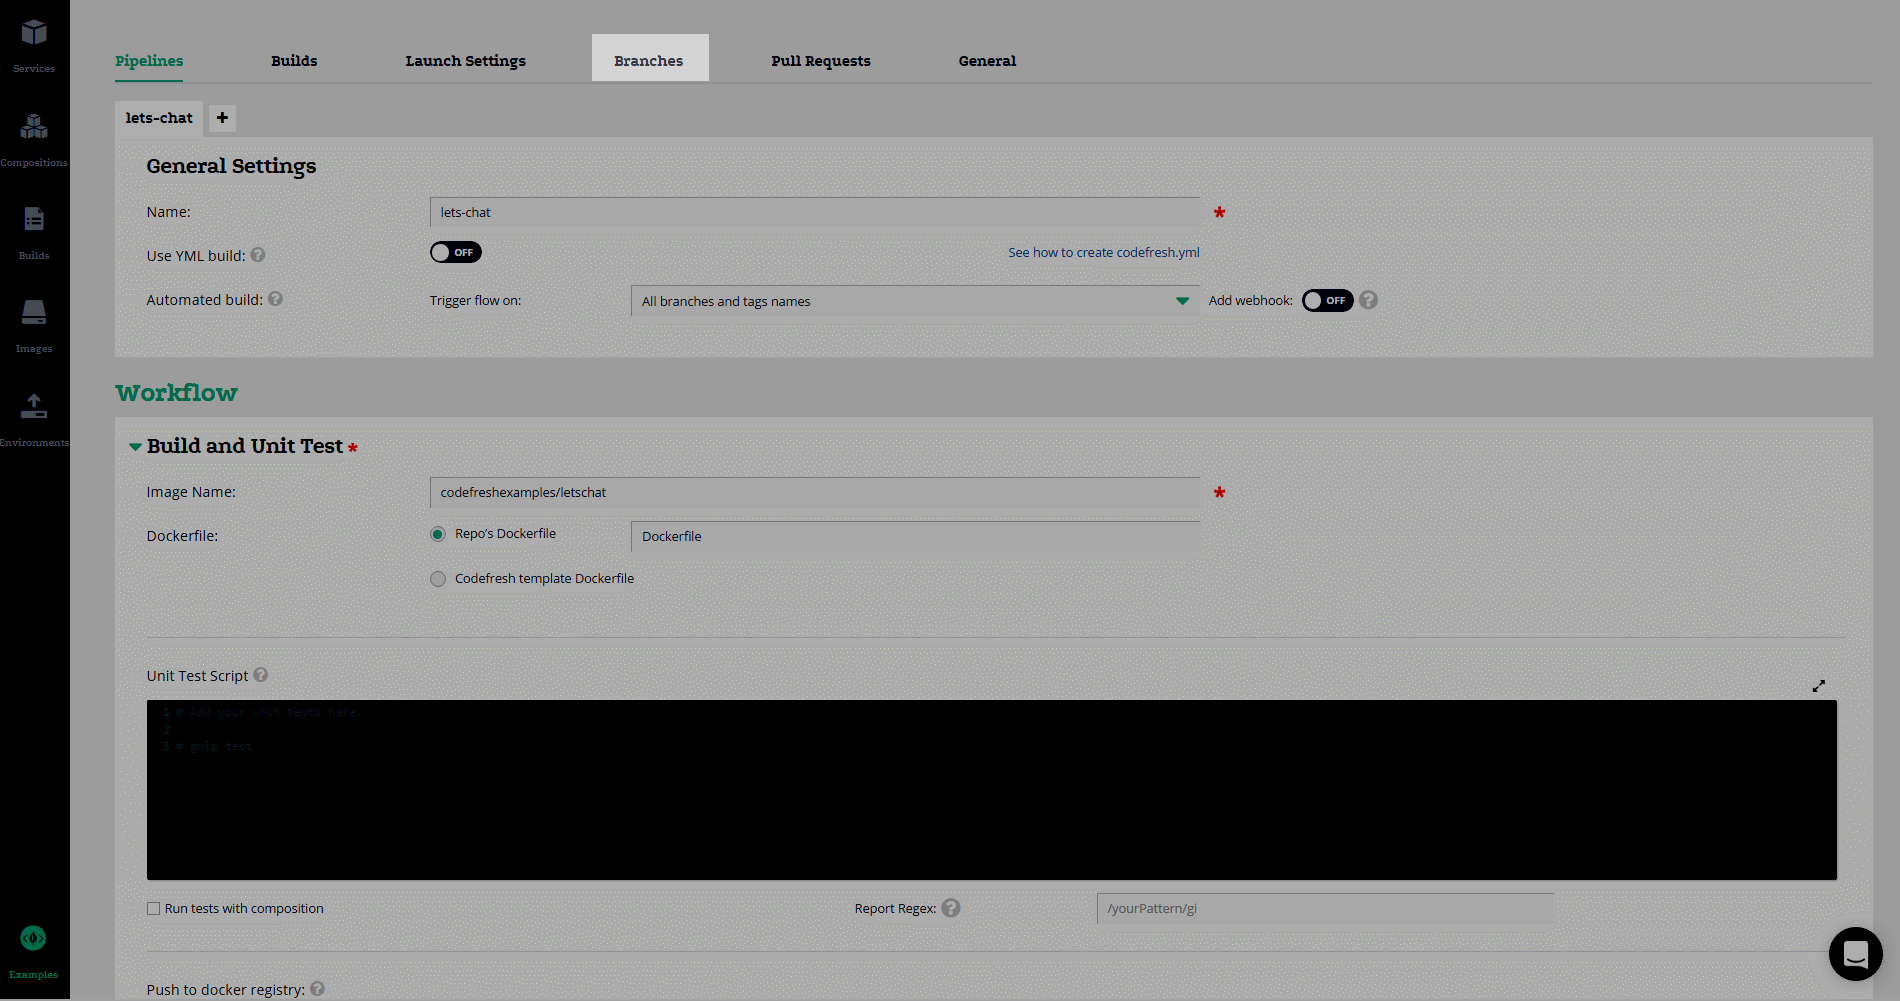 Services
Compositions
Builds
Images
Environments
Examples
Pipelines Builds Launch Settings Branches Pull Requests General
lets-chat +
General Settings
Name: lets-chat *
Use YML build: ? OFF See how to create codefresh.yml
Automated build: ? Trigger flow on: All branches and tags names Add webhook: OFF ?
Workflow
Build and Unit Test *
Image Name: codefreshexamples/letschat *
Dockerfile: Repo's Dockerfile Dockerfile
Codefresh template Dockerfile
Unit Test Script ?
1 # Add your unit tests here.
2
3 # gulp test
Run tests with composition Report Regex: ? /yourPattern/gi
Push to docker registry: ?